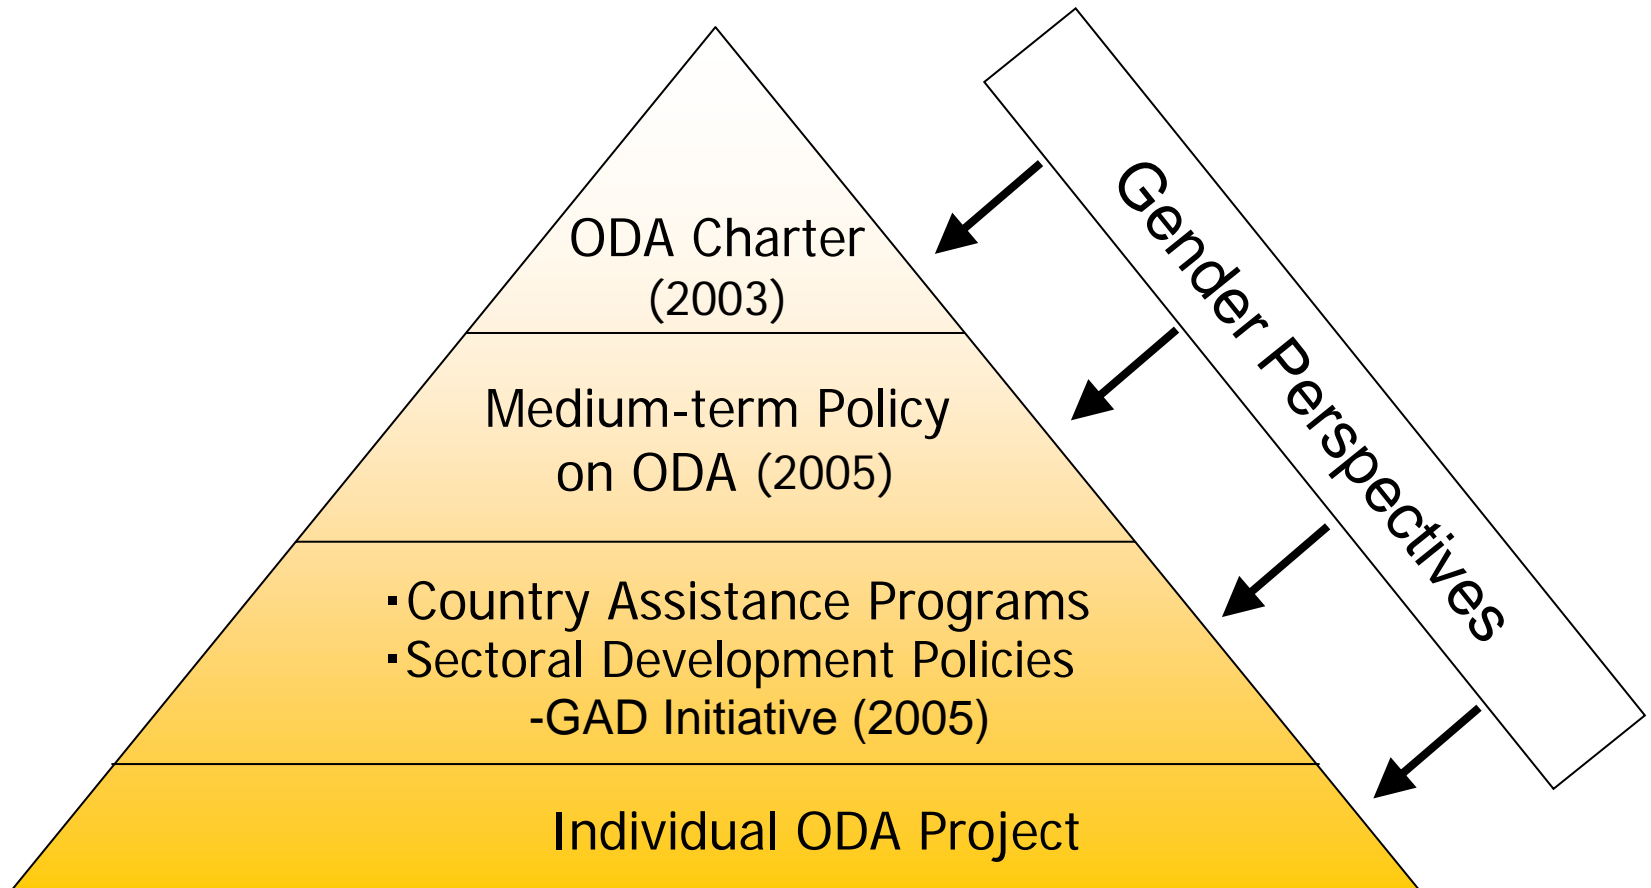 ODA Charter
(2003)
Medium-term Policy
on ODA (2005)
・Country Assistance Programs
・Sectoral Development Policies
-GAD Initiative (2005)
Individual ODA Project
Gender Perspectives